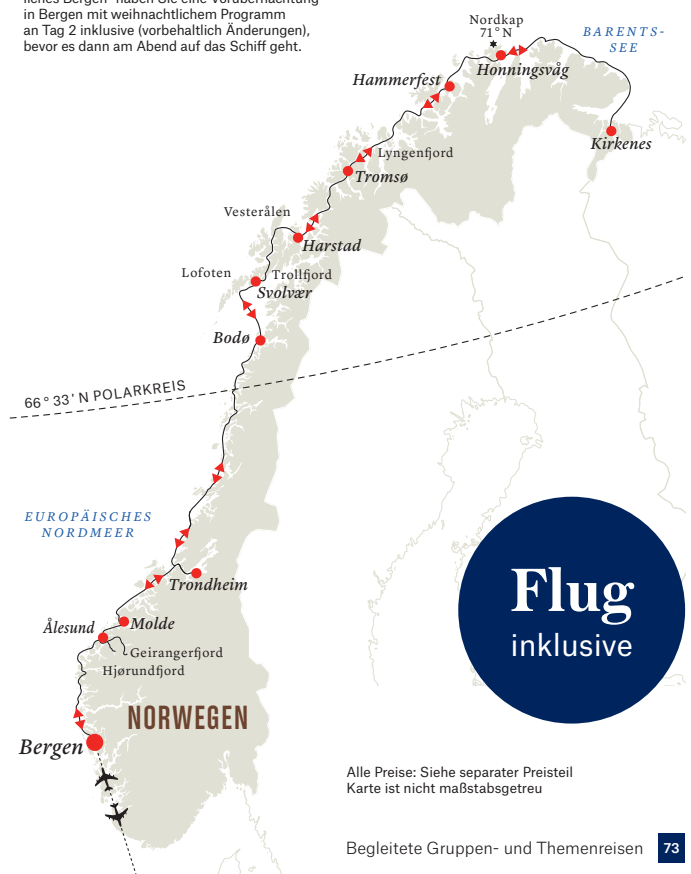 in Bergen mit weihnachtlichem Programm
an Tag 2 inklusive (vorbehaltlich Änderungen),
bevor es dann am Abend auf das Schiff geht.
Nordkap
71° N
BARENTS-
SEE
Honningsvåg
Hammerfest
Kirkenes
Lyngenfjord
Tromsø
Vesterålen
Harstad
Lofoten
Trollfjord
Svolvær
Bodø
66° 33’ N POLARKREIS
EUROPÄISCHES
NORDMEER
Trondheim
Molde
Ålesund
Geirangerfjord
Hjørundfjord
NORWEGEN
Bergen
Flug
inklusive
Alle Preise: Siehe separater Preisteil
Karte ist nicht maßstabsgetreu
Begleitete Gruppen- und Themenreisen 73